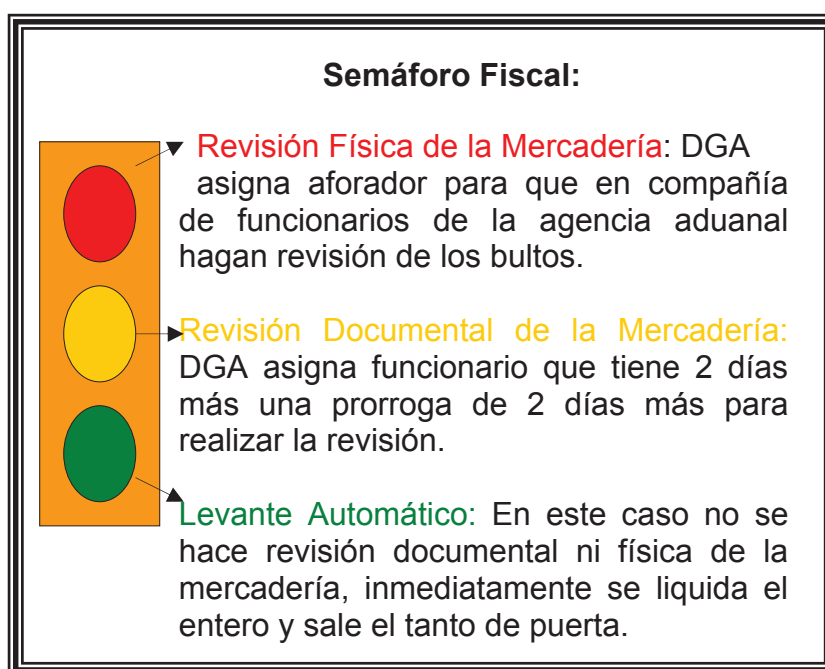 Semáforo Fiscal:
Revisión Física de la Mercadería: DGA
asigna aforador para que en compañía
de funcionarios de la agencia aduanal
hagan revisión de los bultos.
Revisión Documental de la Mercadería:
DGA asigna funcionario que tiene 2 días
más una prorroga de 2 días más para
realizar la revisión.
Levante Automático: En este caso no se
hace revisión documental ni física de la
mercadería, inmediatamente se liquida el
entero y sale el tanto de puerta.